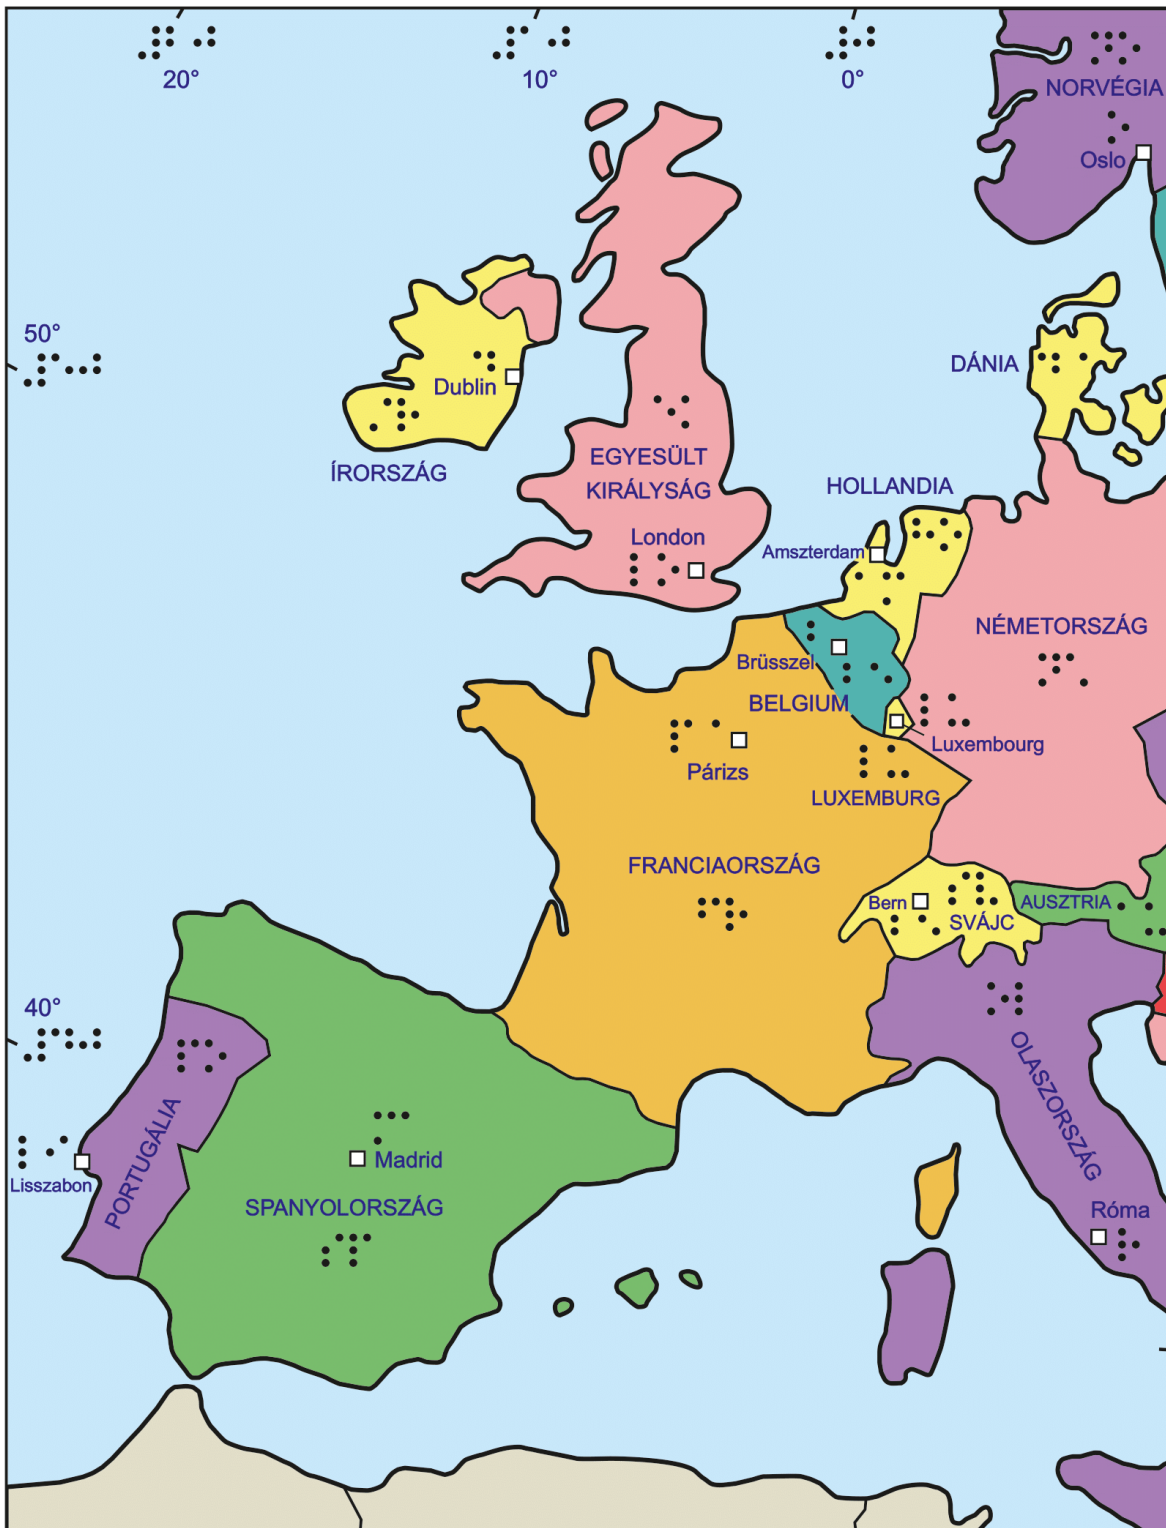 20°
10°
0°
NORVÉGIA
Oslo
50°
DÁNIA
Dublin
ÍRORSZÁG
EGYESÜLT
KIRÁLYSÁG
HOLLANDIA
London
Amszterdam
NÉMETORSZÁG
Brüsszel
BELGIUM
Luxembourg
Párizs
LUXEMBURG
FRANCIAORSZÁG
Bern
AUSZTRIA
SVÁJC
40°
OLASZORSZÁG
PORTUGÁLIA
Madrid
Lisszabon
SPANYOLORSZÁG
Róma